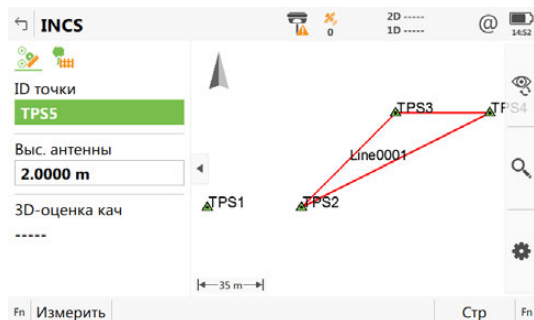 INCS
0
2D -----
1D -----
@
14:52
ID точки
TPS5
Выс. антенны
2.0000 m
3D-оценка кач
-----
TPS3
TPS4
Line0001
TPS1
TPS2
35 m
Fn Измерить
Стр Fn